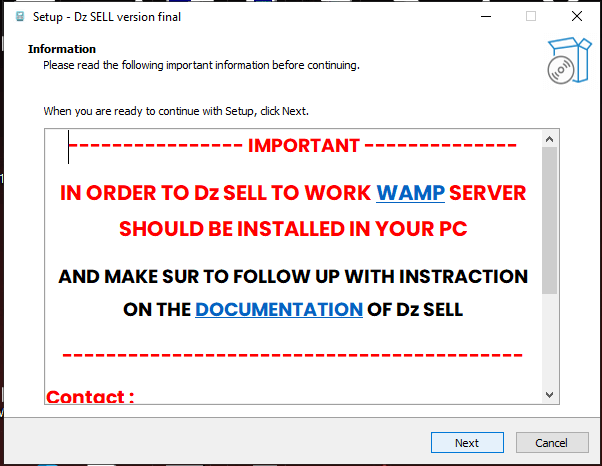 Setup - Dz SELL version final
Information
Please read the following important information before continuing.
When you are ready to continue with Setup, click Next.
----------------- IMPORTANT ---------------
IN ORDER TO Dz SELL TO WORK WAMP SERVER
SHOULD BE INSTALLED IN YOUR PC
AND MAKE SUR TO FOLLOW UP WITH INSTRACTION
ON THE DOCUMENTATION OF Dz SELL
---------------------------------------------
Contact :
Next
Cancel